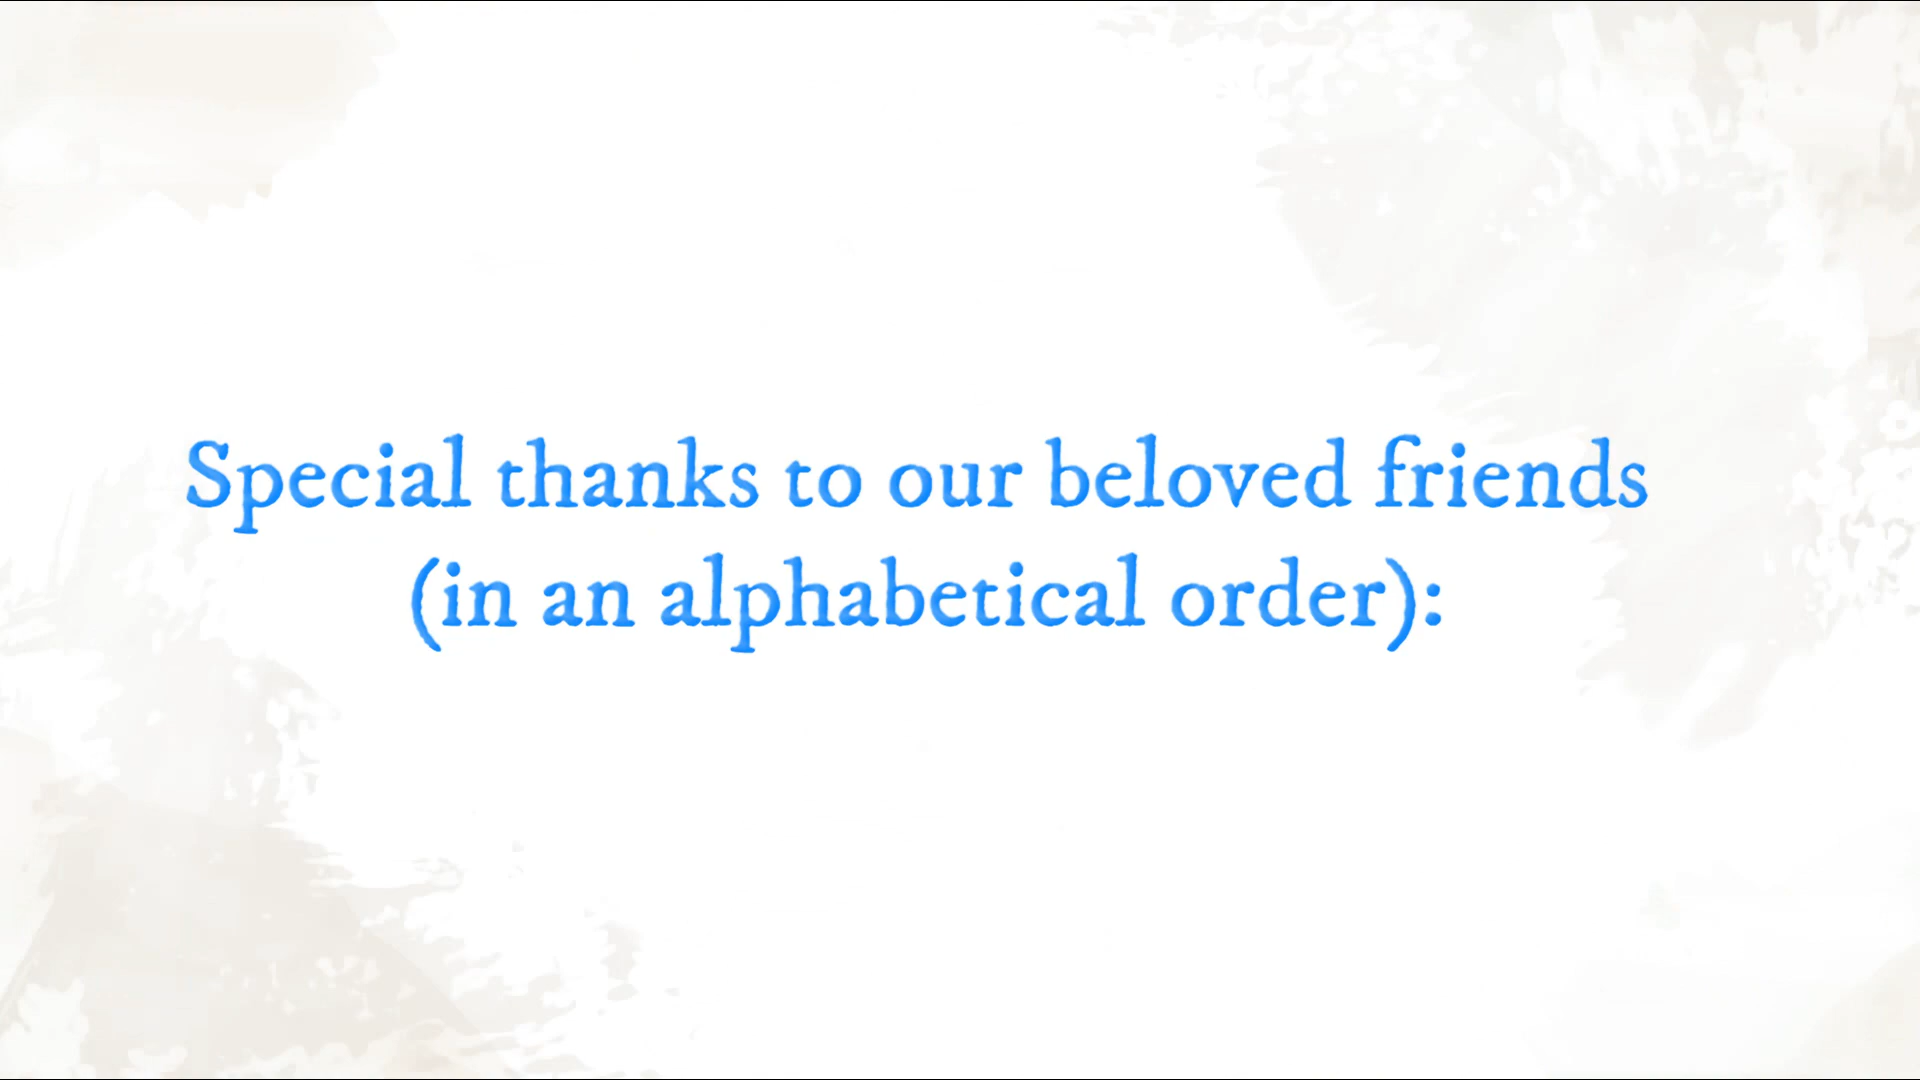 Special thanks to our beloved friends
(in an alphabetical order):